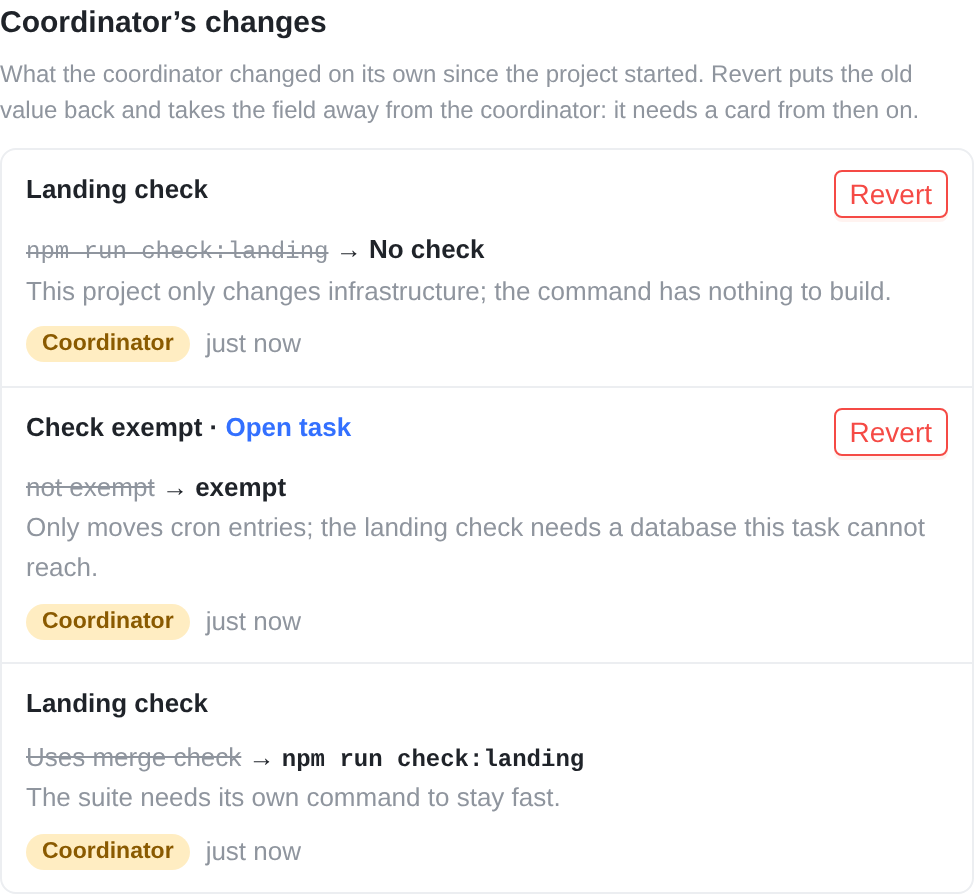 Coordinator’s changes
What the coordinator changed on its own since the project started. Revert puts the old
value back and takes the field away from the coordinator: it needs a card from then on.
Landing check
Revert
npm run check:landing → No check
This project only changes infrastructure; the command has nothing to build.
Coordinator just now
Check exempt · Open task
Revert
not exempt → exempt
Only moves cron entries; the landing check needs a database this task cannot
reach.
Coordinator just now
Landing check
Uses merge check → npm run check:landing
The suite needs its own command to stay fast.
Coordinator just now